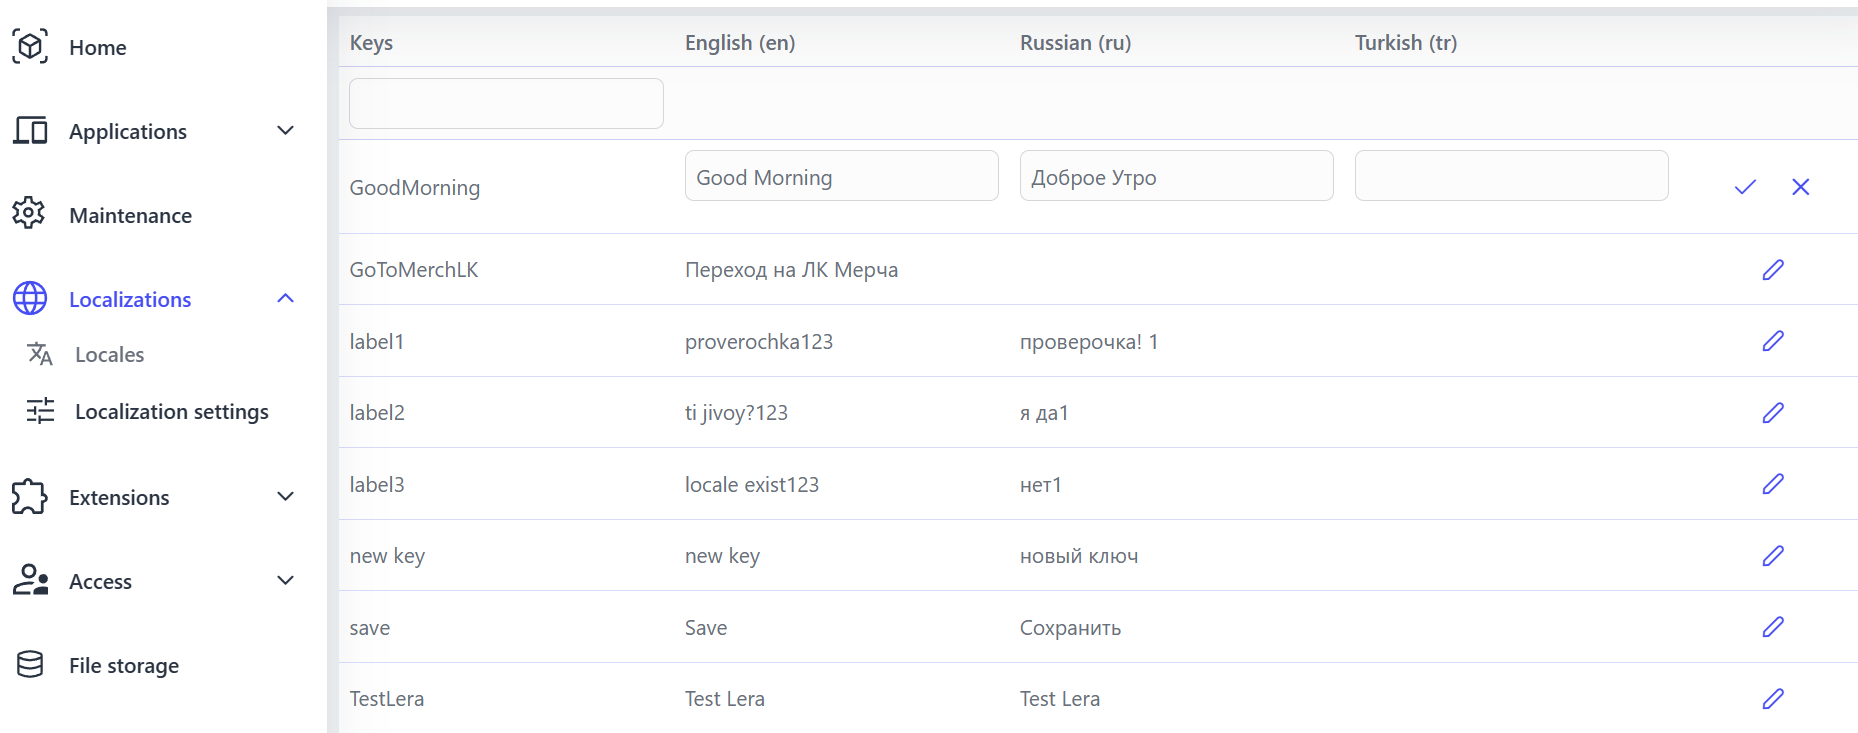 Home
Applications
Maintenance
Localizations
Locales
Localization settings
Extensions
Access
File storage
Keys English (en) Russian (ru) Turkish (tr)
GoodMorning Good Morning Доброе Утро
GoToMerchLK Переход на ЛК Мерча
label1 proverochka123 проверочка! 1
label2 ti jivoy?123 я да1
label3 locale exist123 нет1
new key new key новый ключ
save Save Сохранить
TestLera Test Lera Test Lera